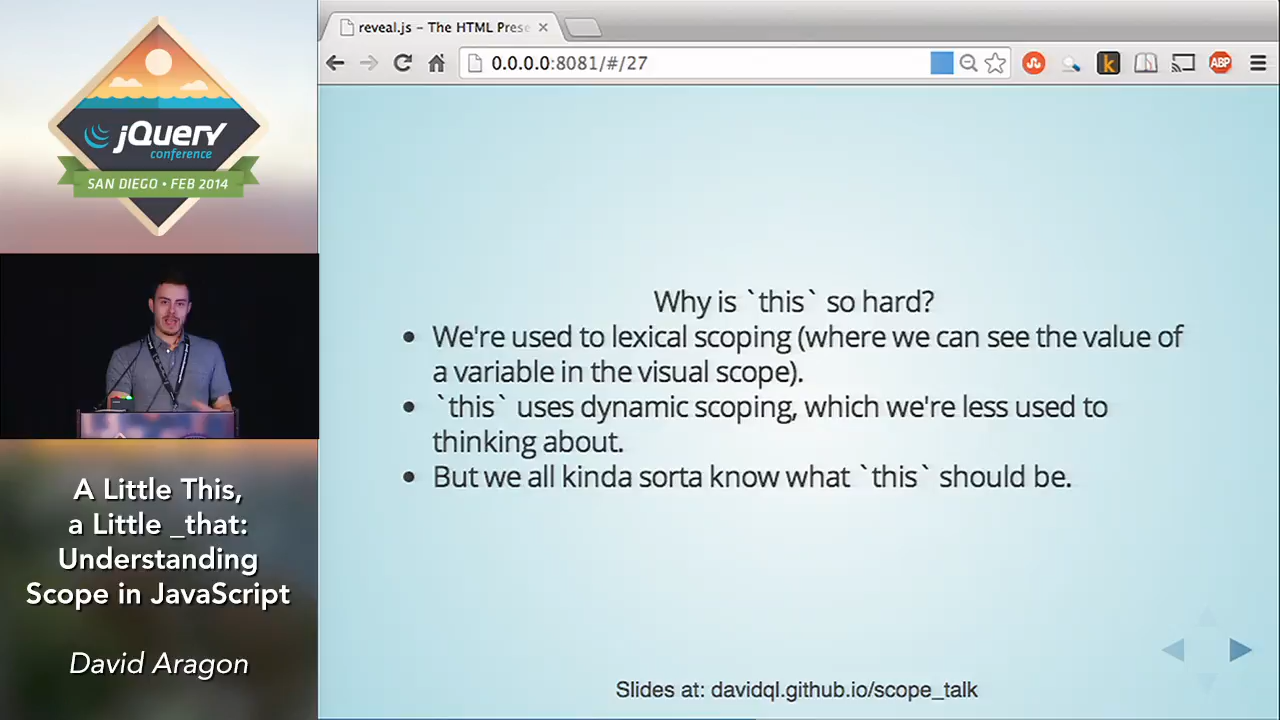 jQuery
conference
SAN DIEGO • FEB 2014
A Little This,
a Little _that:
Understanding
Scope in JavaScript
David Aragon
reveal.js – The HTML Prese
0.0.0.0:8081/#/27
k
ABP
Why is `this` so hard?
We're used to lexical scoping (where we can see the value of
a variable in the visual scope).
`this` uses dynamic scoping, which we're less used to
thinking about.
But we all kinda sorta know what `this` should be.
Slides at: davidql.github.io/scope_talk